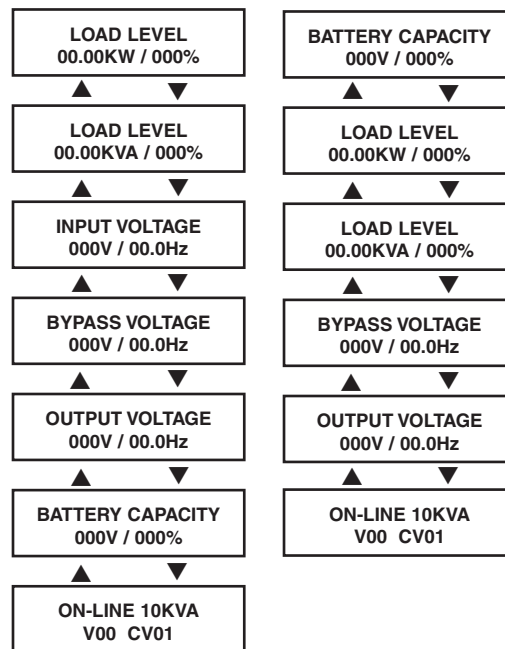 LOAD LEVEL
00.00KW / 000%
LOAD LEVEL
00.00KVA / 000%
INPUT VOLTAGE
000V / 00.0Hz
BYPASS VOLTAGE
000V / 00.0Hz
OUTPUT VOLTAGE
000V / 00.0Hz
BATTERY CAPACITY
000V / 000%
ON-LINE 10KVA
V00 CV01
BATTERY CAPACITY
000V / 000%
LOAD LEVEL
00.00KW / 000%
LOAD LEVEL
00.00KVA / 000%
BYPASS VOLTAGE
000V / 00.0Hz
OUTPUT VOLTAGE
000V / 00.0Hz
ON-LINE 10KVA
V00 CV01